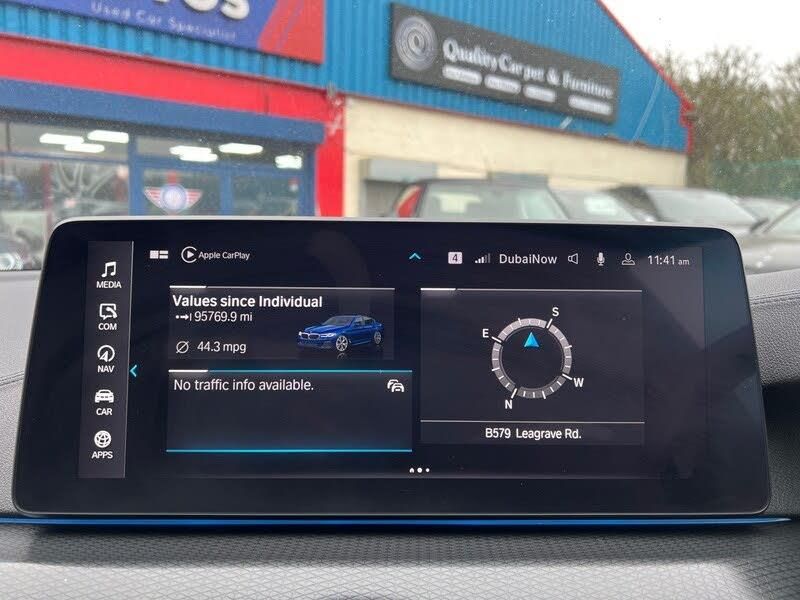 OS
Used Car Specialist
Quality Carpet & Furniture
Apple CarPlay
4
DubaiNow
11:41 am
MEDIA
COM
NAV
CAR
APPS
Values since Individual
95769.9 mi
44.3 mpg
No traffic info available.
S
E
W
N
B579 Leagrave Rd.